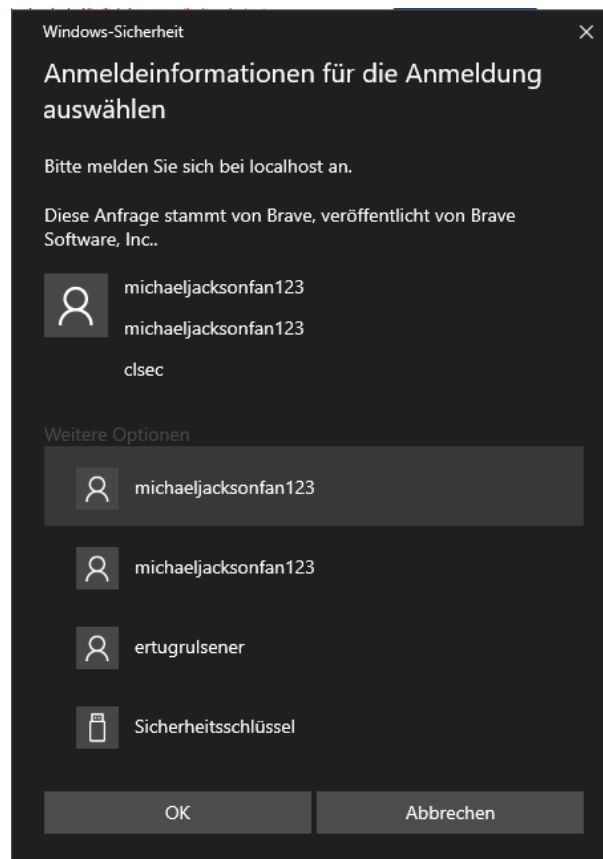 Windows-Sicherheit
Anmeldeinformationen für die Anmeldung
auswählen
Bitte melden Sie sich bei localhost an.
Diese Anfrage stammt von Brave, veröffentlicht von Brave
Software, Inc..
michaeljacksonfan123
michaeljacksonfan123
clsec
Weitere Optionen
michaeljacksonfan123
michaeljacksonfan123
ertugrulsener
Sicherheitsschlüssel
OK
Abbrechen